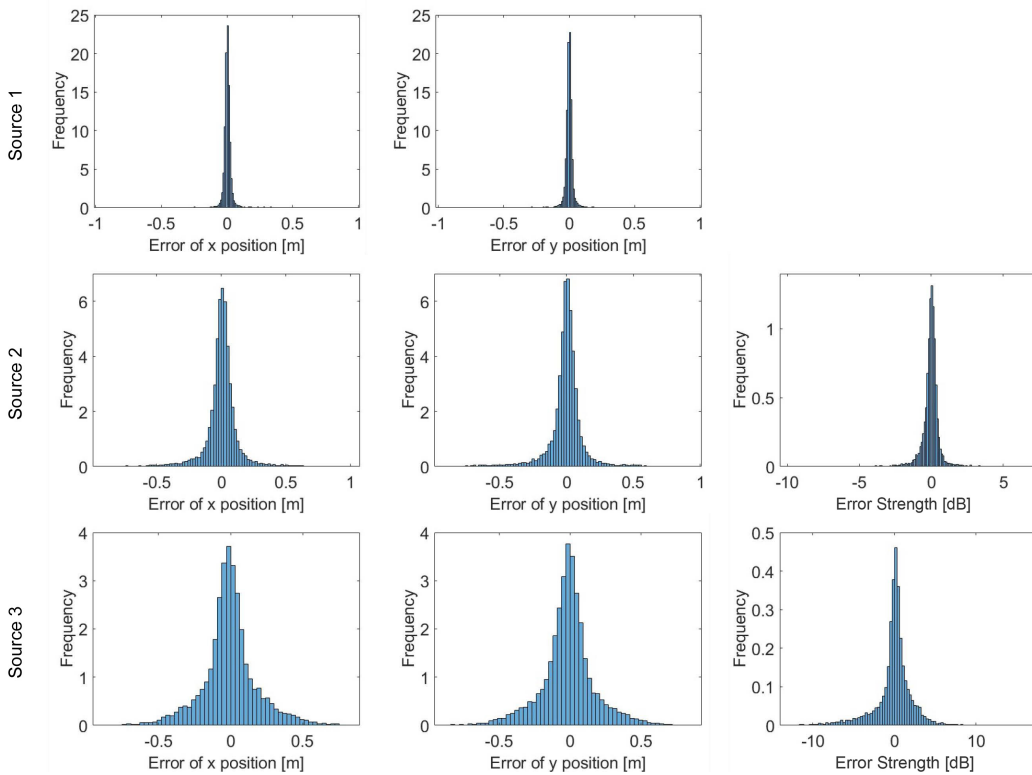 Source 1
Frequency
25
20
15
10
5
0
-1 -0.5 0 0.5 1
Error of x position [m]
Frequency
25
20
15
10
5
0
-1 -0.5 0 0.5 1
Error of y position [m]
Source 2
Frequency
6
4
2
0
-0.5 0 0.5 1
Error of x position [m]
Frequency
6
4
2
0
-0.5 0 0.5 1
Error of y position [m]
Frequency
1
0.5
0
-10 -5 0 5
Error Strength [dB]
Source 3
Frequency
4
3
2
1
0
-0.5 0 0.5
Error of x position [m]
Frequency
4
3
2
1
0
-0.5 0 0.5
Error of y position [m]
Frequency
0.5
0.4
0.3
0.2
0.1
0
-10 0 10
Error Strength [dB]